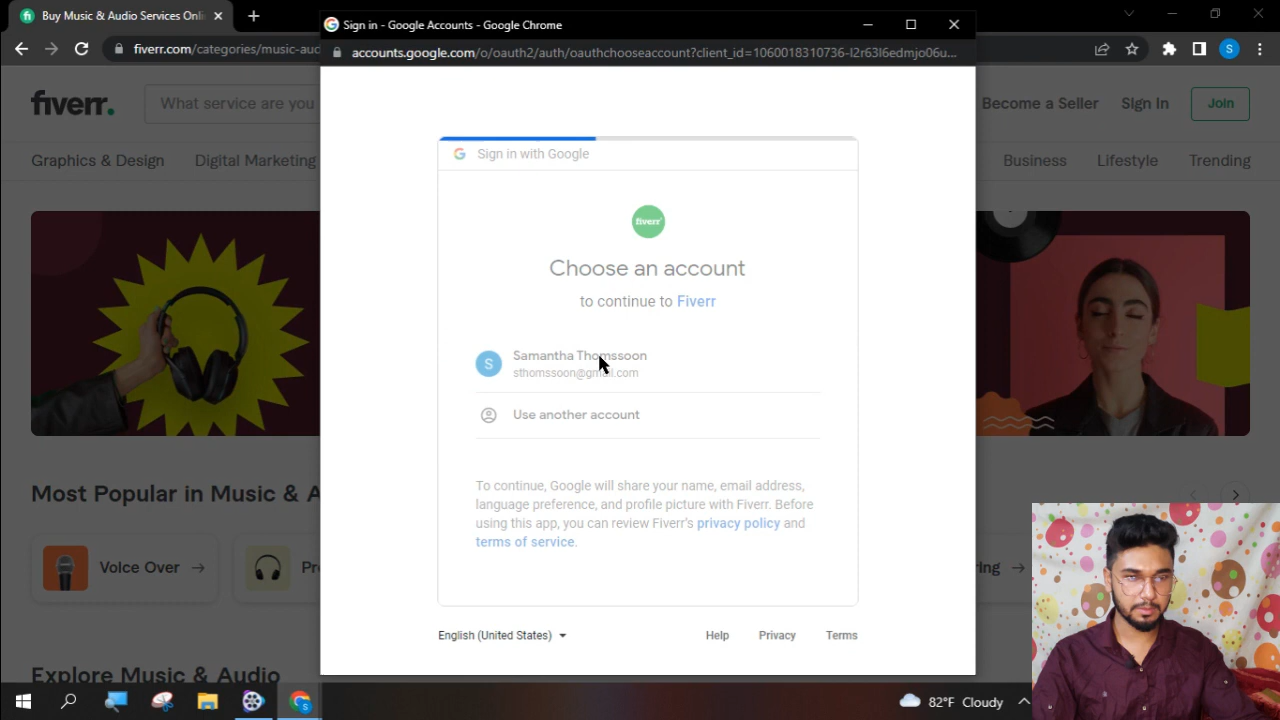 Buy Music & Audio Services Onli
Sign in - Google Accounts - Google Chrome
fiverr.com/categories/music-aud
accounts.google.com/o/oauth2/auth/oauthchooseaccount?client_id=1060018310736-l2r63l6edmjo06u...
S
fiverr.
What service are you
Become a Seller
Sign In
Join
Graphics & Design
Digital Marketing
Business
Lifestyle
Trending
Sign in with Google
fiverr
Choose an account
to continue to Fiverr
S
Samantha Thomssoon
sthomssoon@gmail.com
Use another account
To continue, Google will share your name, email address,
language preference, and profile picture with Fiverr. Before
using this app, you can review Fiverr's privacy policy and
terms of service.
Most Popular in Music & A
Voice Over →
Pr
ring →
English (United States)
Help
Privacy
Terms
Explore Music & Audio
82°F Cloudy